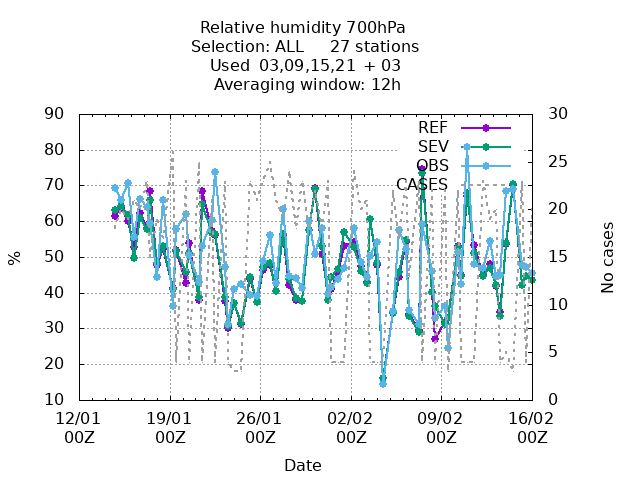 Relative humidity 700hPa
Selection: ALL 27 stations
Used 03,09,15,21 + 03
Averaging window: 12h
90 30
REF
SEV
80 25
OBS
CASES
70 20
60
50 15
40 10
30
20 5
10 0
%
No cases
12/01 19/01 26/01 02/02 09/02 16/02
00Z 00Z 00Z 00Z 00Z 00Z
Date